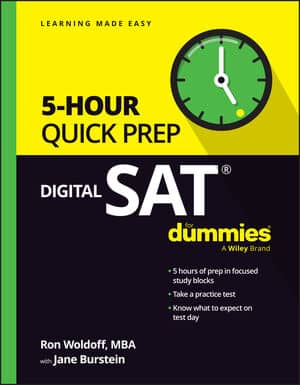 LEARNING MADE EASY
5-HOUR
QUICK PREP
DIGITAL SAT®
for
dummies
A Wiley Brand
• 5 hours of prep in focused
study blocks
• Take a practice test
• Know what to expect on
test day
Ron Woldoff, MBA
with Jane Burstein